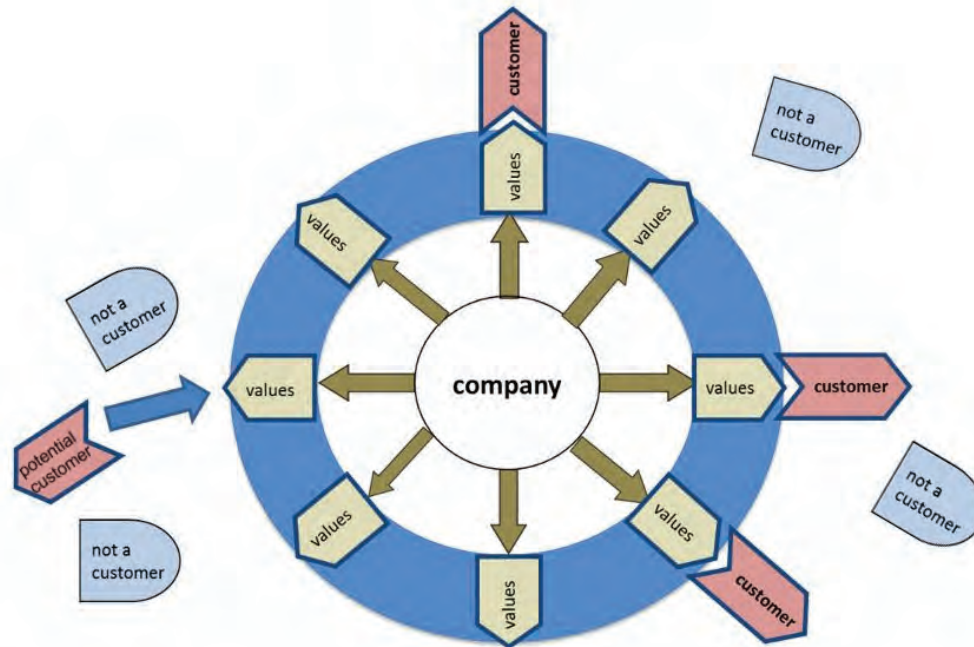 customer
not a
customer
values
values
values
not a
customer
values
company
values
customer
potential
customer
not a
customer
values
values
values
not a
customer
customer